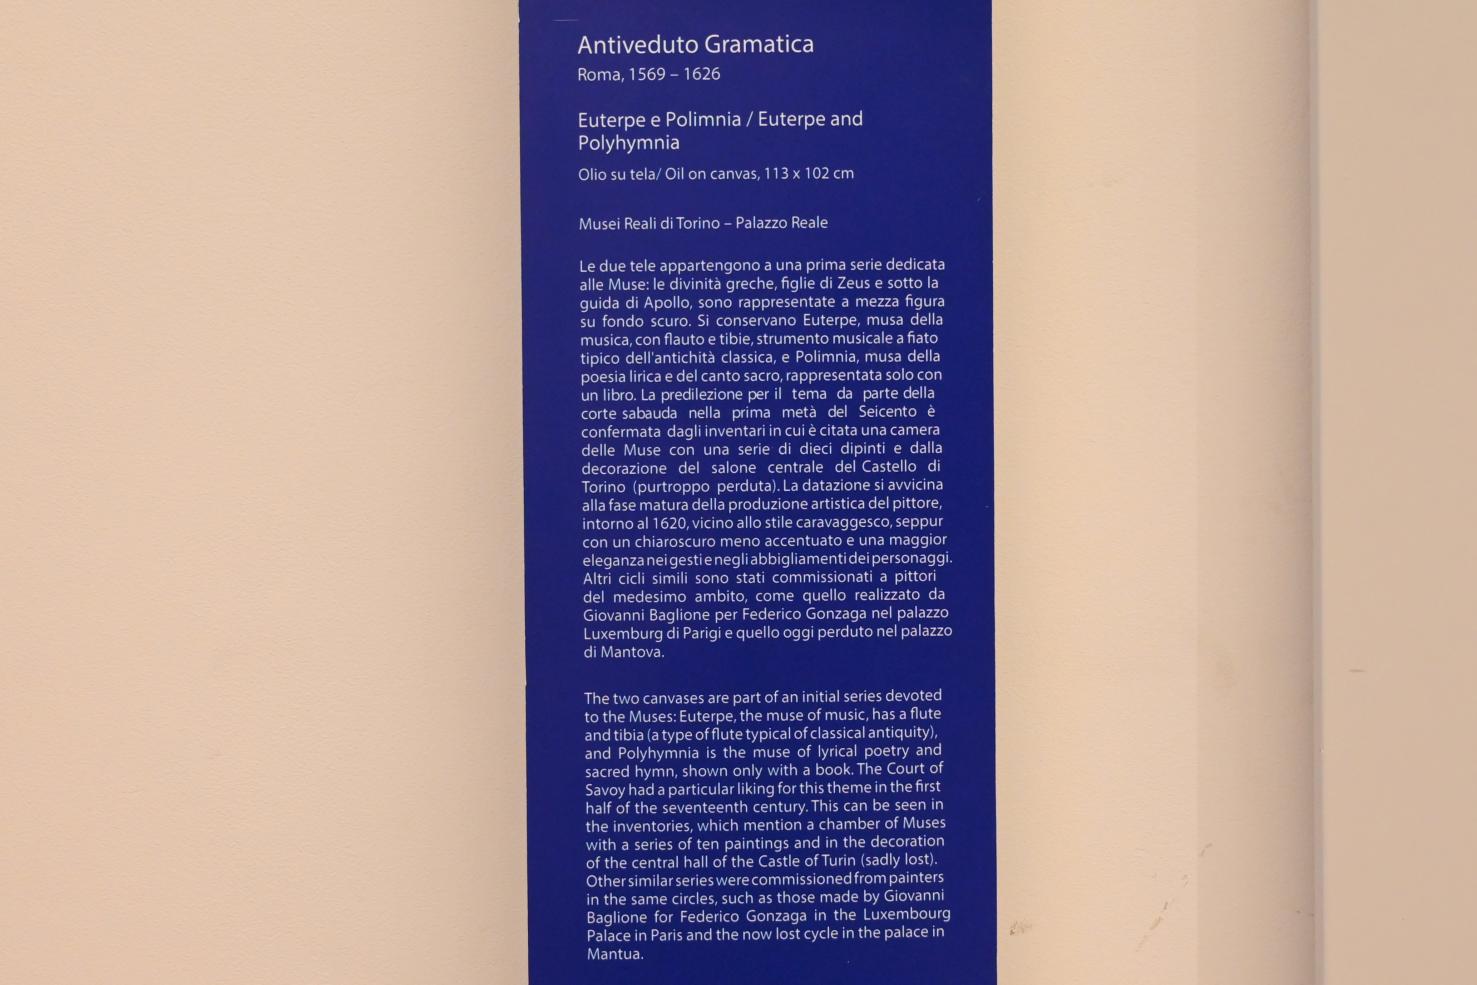 Antiveduto Gramatica
Roma, 1569 – 1626
Euterpe e Polimnia / Euterpe and
Polyhymnia
Olio su tela/ Oil on canvas, 113 x 102 cm
Musei Reali di Torino – Palazzo Reale
Le due tele appartengono a una prima serie dedicata
alle Muse: le divinità greche, figlie di Zeus e sotto la
guida di Apollo, sono rappresentate a mezza figura
su fondo scuro. Si conservano Euterpe, musa della
musica, con flauto e tibie, strumento musicale a fiato
tipico dell'antichità classica, e Polimnia, musa della
poesia lirica e del canto sacro, rappresentata solo con
un libro. La predilezione per il tema da parte della
corte sabauda nella prima metà del Seicento è
confermata dagli inventari in cui è citata una camera
delle Muse con una serie di dieci dipinti e dalla
decorazione del salone centrale del Castello di
Torino (purtroppo perduta). La datazione si avvicina
alla fase matura della produzione artistica del pittore,
intorno al 1620, vicino allo stile caravaggesco, seppur
con un chiaroscuro meno accentuato e una maggior
eleganza nei gesti e negli abbigliamenti dei personaggi.
Altri cicli simili sono stati commissionati a pittori
del medesimo ambito, come quello realizzato da
Giovanni Baglione per Federico Gonzaga nel palazzo
Luxemburg di Parigi e quello oggi perduto nel palazzo
di Mantova.
The two canvases are part of an initial series devoted
to the Muses: Euterpe, the muse of music, has a flute
and tibia (a type of flute typical of classical antiquity),
and Polyhymnia is the muse of lyrical poetry and
sacred hymn, shown only with a book. The Court of
Savoy had a particular liking for this theme in the first
half of the seventeenth century. This can be seen in
the inventories, which mention a chamber of Muses
with a series of ten paintings and in the decoration
of the central hall of the Castle of Turin (sadly lost).
Other similar series were commissioned from painters
in the same circles, such as those made by Giovanni
Baglione for Federico Gonzaga in the Luxembourg
Palace in Paris and the now lost cycle in the palace in
Mantua.